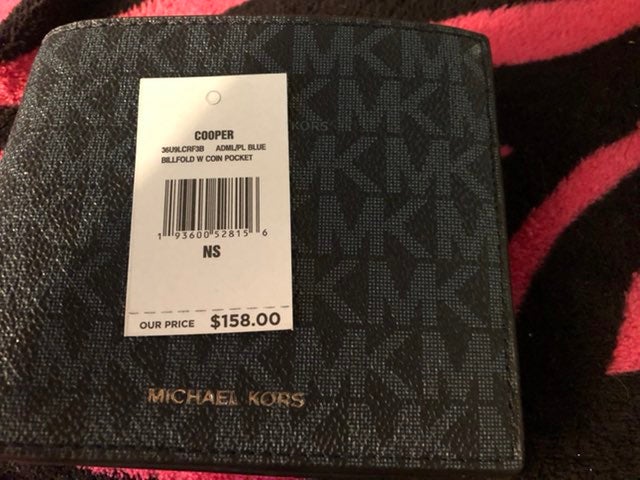 COOPER
36U9LCRF3B ADML/PL BLUE
BILLFOLD W COIN POCKET
1 93600 52815 6
NS
OUR PRICE $158.00
MICHAEL KORS